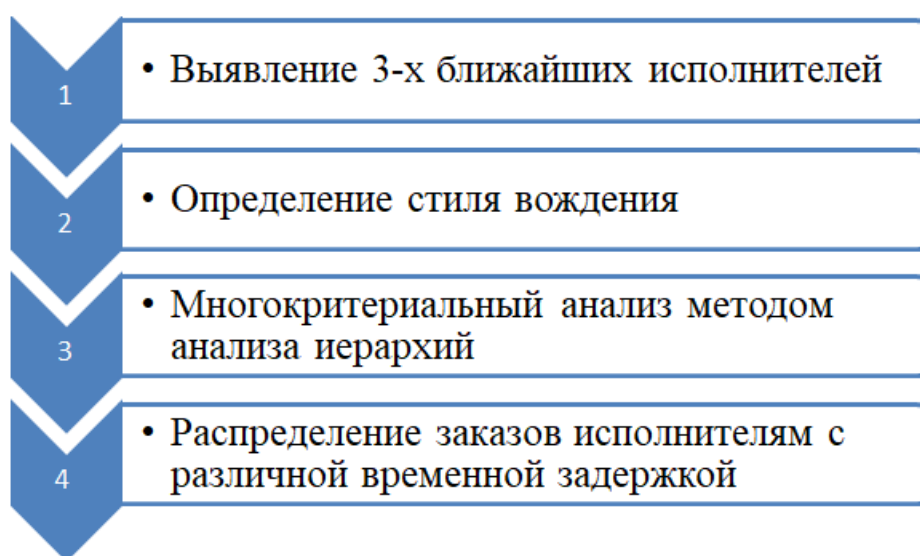 1
• Выявление 3-х ближайших исполнителей
2
• Определение стиля вождения
3
• Многокритериальный анализ методом
анализа иерархий
4
• Распределение заказов исполнителям с
различной временной задержкой